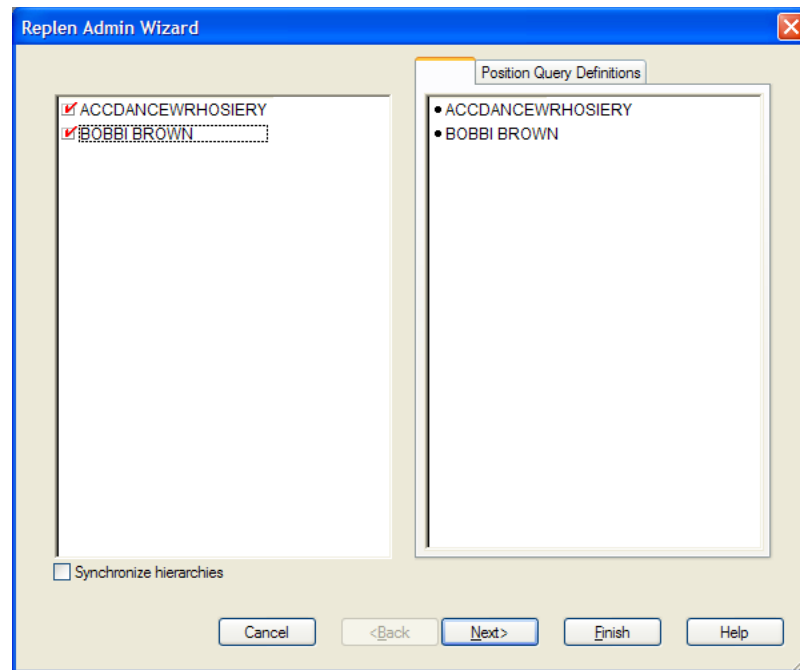 Replen Admin Wizard
Position Query Definitions
ACCDANCEWRHOSIERY
BOBBI BROWN
ACCDANCEWRHOSIERY
BOBBI BROWN
Synchronize hierarchies
Cancel <Back Next> Finish Help